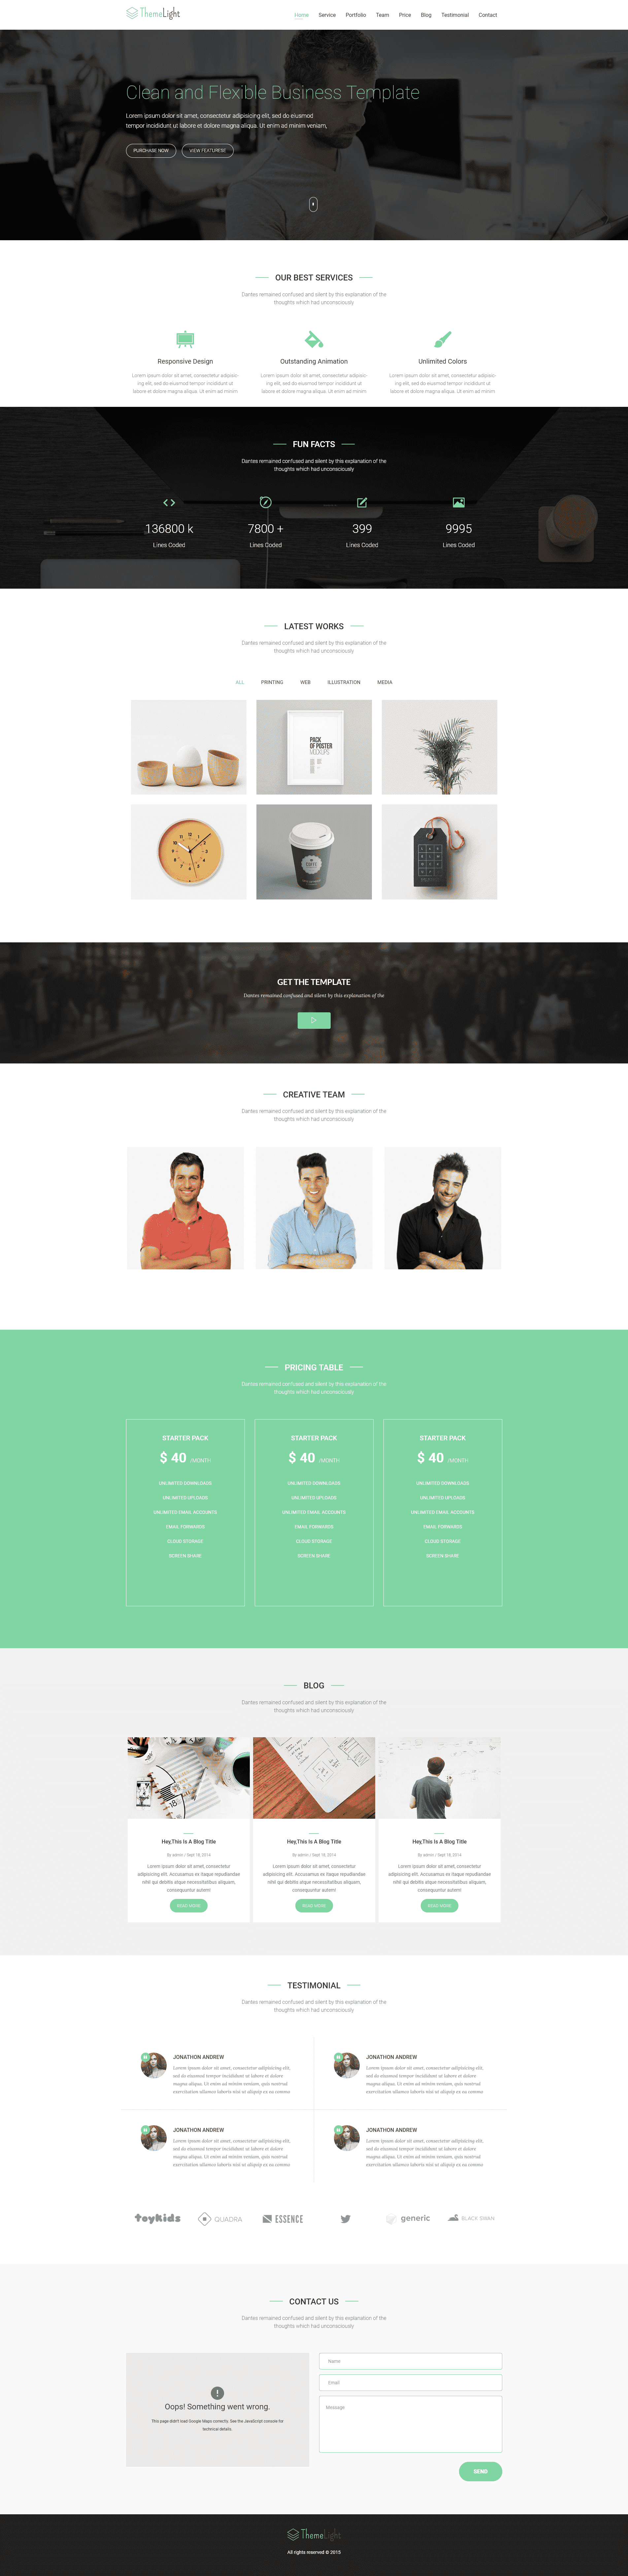 ThemeLight
Home Service Portfolio Team Price Blog Testimonial Contact
Clean and Flexible Business Template
Lorem ipsum dolor sit amet, consectetur adipisicing elit, sed do eiusmod
tempor incididunt ut labore et dolore magna aliqua. Ut enim ad minim veniam,
PURCHASE NOW
VIEW FEATURESE
OUR BEST SERVICES
Dantes remained confused and silent by this explanation of the
thoughts which had unconsciously
Responsive Design
Lorem ipsum dolor sit amet, consectetur adipisic-
ing elit, sed do eiusmod tempor incididunt ut
labore et dolore magna aliqua. Ut enim ad minim
Outstanding Animation
Lorem ipsum dolor sit amet, consectetur adipisic-
ing elit, sed do eiusmod tempor incididunt ut
labore et dolore magna aliqua. Ut enim ad minim
Unlimited Colors
Lorem ipsum dolor sit amet, consectetur adipisic-
ing elit, sed do eiusmod tempor incididunt ut
labore et dolore magna aliqua. Ut enim ad minim
FUN FACTS
Dantes remained confused and silent by this explanation of the
thoughts which had unconsciously
136800 k
Lines Coded
7800 +
Lines Coded
399
Lines Coded
9995
Lines Coded
LATEST WORKS
Dantes remained confused and silent by this explanation of the
thoughts which had unconsciously
ALL PRINTING WEB ILLUSTRATION MEDIA
PACK
OF POSTER
MOCKUPS
GET THE TEMPLATE
Dantes remained confused and silent by this explanation of the
CREATIVE TEAM
Dantes remained confused and silent by this explanation of the
thoughts which had unconsciously
PRICING TABLE
Dantes remained confused and silent by this explanation of the
thoughts which had unconsciously
STARTER PACK
$ 40 /MONTH
UNLIMITED DOWNLOADS
UNLIMITED UPLOADS
UNLIMITED EMAIL ACCOUNTS
EMAIL FORWARDS
CLOUD STORAGE
SCREEN SHARE
STARTER PACK
$ 40 /MONTH
UNLIMITED DOWNLOADS
UNLIMITED UPLOADS
UNLIMITED EMAIL ACCOUNTS
EMAIL FORWARDS
CLOUD STORAGE
SCREEN SHARE
STARTER PACK
$ 40 /MONTH
UNLIMITED DOWNLOADS
UNLIMITED UPLOADS
UNLIMITED EMAIL ACCOUNTS
EMAIL FORWARDS
CLOUD STORAGE
SCREEN SHARE
BLOG
Dantes remained confused and silent by this explanation of the
thoughts which had unconsciously
Hey,This Is A Blog Title
By admin / Sept 18, 2014
Lorem ipsum dolor sit amet, consectetur
adipisicing elit. Accusamus ex itaque repudiandae
nihil qui debitis atque necessitatibus aliquam,
consequuntur autem!
READ MORE
Hey,This Is A Blog Title
By admin / Sept 18, 2014
Lorem ipsum dolor sit amet, consectetur
adipisicing elit. Accusamus ex itaque repudiandae
nihil qui debitis atque necessitatibus aliquam,
consequuntur autem!
READ MORE
Hey,This Is A Blog Title
By admin / Sept 18, 2014
Lorem ipsum dolor sit amet, consectetur
adipisicing elit. Accusamus ex itaque repudiandae
nihil qui debitis atque necessitatibus aliquam,
consequuntur autem!
READ MORE
TESTIMONIAL
Dantes remained confused and silent by this explanation of the
thoughts which had unconsciously
JONATHON ANDREW
Lorem ipsum dolor sit amet, consectetur adipisicing elit,
sed do eiusmod tempor incididunt ut labore et dolore
magna aliqua. Ut enim ad minim veniam, quis nostrud
exercitation ullamco laboris nisi ut aliquip ex ea commo
JONATHON ANDREW
Lorem ipsum dolor sit amet, consectetur adipisicing elit,
sed do eiusmod tempor incididunt ut labore et dolore
magna aliqua. Ut enim ad minim veniam, quis nostrud
exercitation ullamco laboris nisi ut aliquip ex ea commo
JONATHON ANDREW
Lorem ipsum dolor sit amet, consectetur adipisicing elit,
sed do eiusmod tempor incididunt ut labore et dolore
magna aliqua. Ut enim ad minim veniam, quis nostrud
exercitation ullamco laboris nisi ut aliquip ex ea commo
JONATHON ANDREW
Lorem ipsum dolor sit amet, consectetur adipisicing elit,
sed do eiusmod tempor incididunt ut labore et dolore
magna aliqua. Ut enim ad minim veniam, quis nostrud
exercitation ullamco laboris nisi ut aliquip ex ea commo
toykids QUADRA ESSENCE generic BLACK SWAN
CONTACT US
Dantes remained confused and silent by this explanation of the
thoughts which had unconsciously
Oops! Something went wrong.
This page didn't load Google Maps correctly. See the JavaScript console for
technical details.
Name
Email
Message
SEND
ThemeLight
All rights reserved © 2015